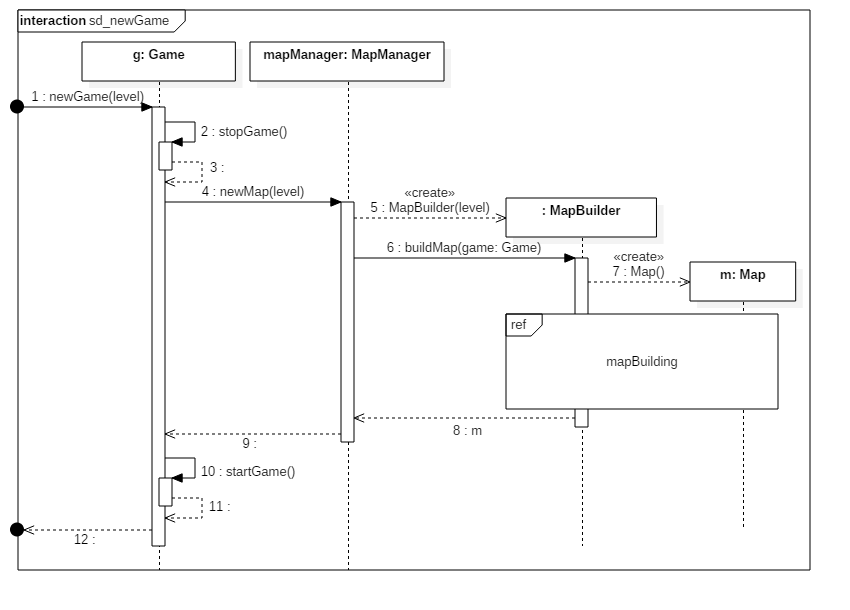 interaction sd_newGame
g: Game
mapManager: MapManager
1 : newGame(level)
2 : stopGame()
3 :
4 : newMap(level)
«create»
5 : MapBuilder(level)
: MapBuilder
6 : buildMap(game: Game)
«create»
7 : Map()
m: Map
ref
mapBuilding
8 : m
9 :
10 : startGame()
11 :
12 :